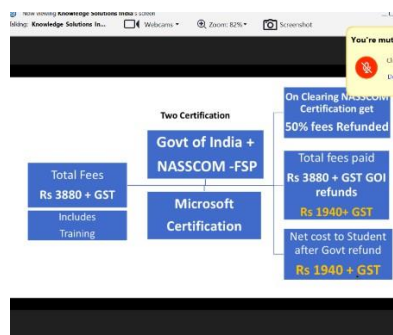 Now viewing Knowledge Solutions India's screen
lking: Knowledge Solutions In...
Webcams
Zoom: 82%
Screenshot
You're mut
Two Certification
Total Fees
Rs 3880 + GST
Includes
Training
Govt of India +
NASSCOM -FSP
Microsoft
Certification
On Clearing NASSCOM
Certification get
50% fees Refunded
Total fees paid
Rs 3880 + GST GOI
refunds
Rs 1940+ GST
Net cost to Student
after Govt refund
Rs 1940 + GST